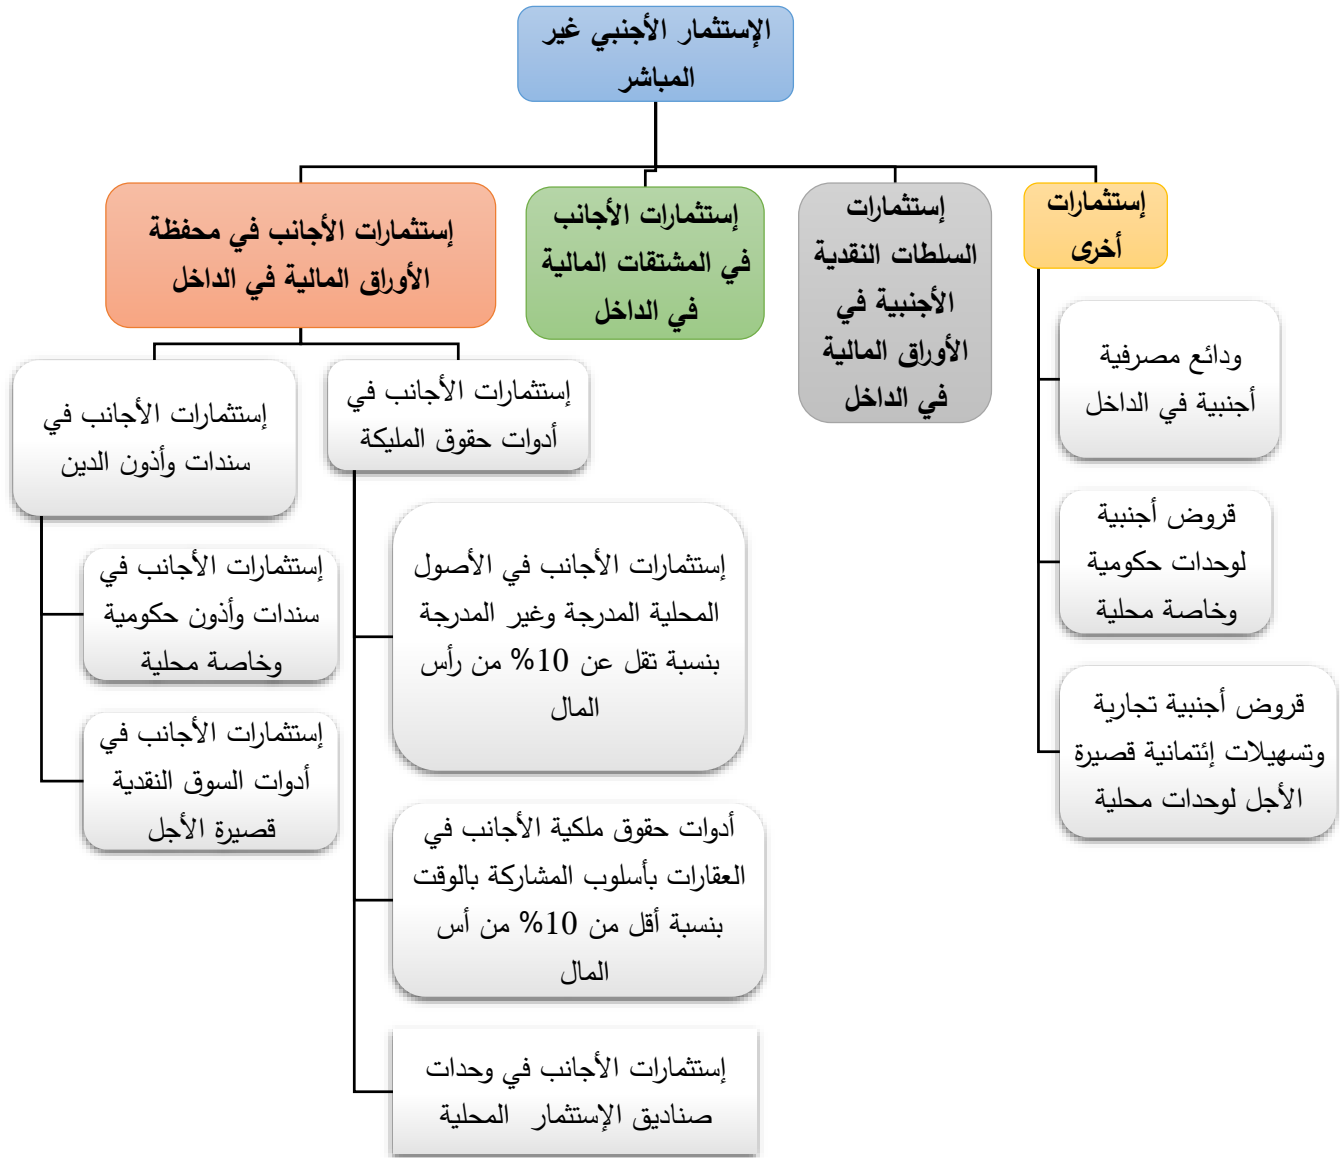 الإستثمار الأجنبي غير
المباشر
إستثمارات
أخرى
إستثمارات
السلطات النقدية
الأجنبية في
الأوراق المالية
في الداخل
إستثمارات الأجانب
في المشتقات المالية
في الداخل
إستثمارات الأجانب في محفظة
الأوراق المالية في الداخل
ودائع مصرفية
أجنبية في الداخل
قروض أجنبية
لوحدات حكومية
وخاصة محلية
قروض أجنبية تجارية
وتسهيلات إئتمانية قصيرة
الأجل لوحدات محلية
إستثمارات الأجانب في
أدوات حقوق المليكة
إستثمارات الأجانب في الأصول
المحلية المدرجة وغير المدرجة
بنسبة تقل عن 10% من رأس
المال
أدوات حقوق ملكية الأجانب في
العقارات بأسلوب المشاركة بالوقت
بنسبة أقل من 10% من أس
المال
إستثمارات الأجانب في وحدات
صناديق الإستثمار المحلية
إستثمارات الأجانب في
سندات وأذون الدين
إستثمارات الأجانب في
سندات وأذون حكومية
وخاصة محلية
إستثمارات الأجانب في
أدوات السوق النقدية
قصيرة الأجل